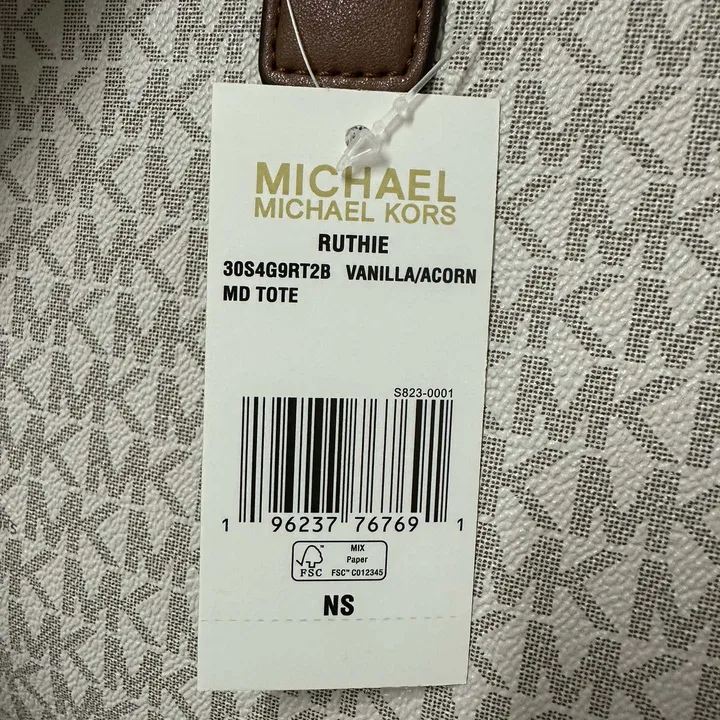 MICHAEL
MICHAEL KORS
RUTHIE
30S4G9RT2B VANILLA/ACORN
MD TOTE
S823-0001
1 96237 76769 1
FSC
MIX
Paper
FSC™ C012345
NS